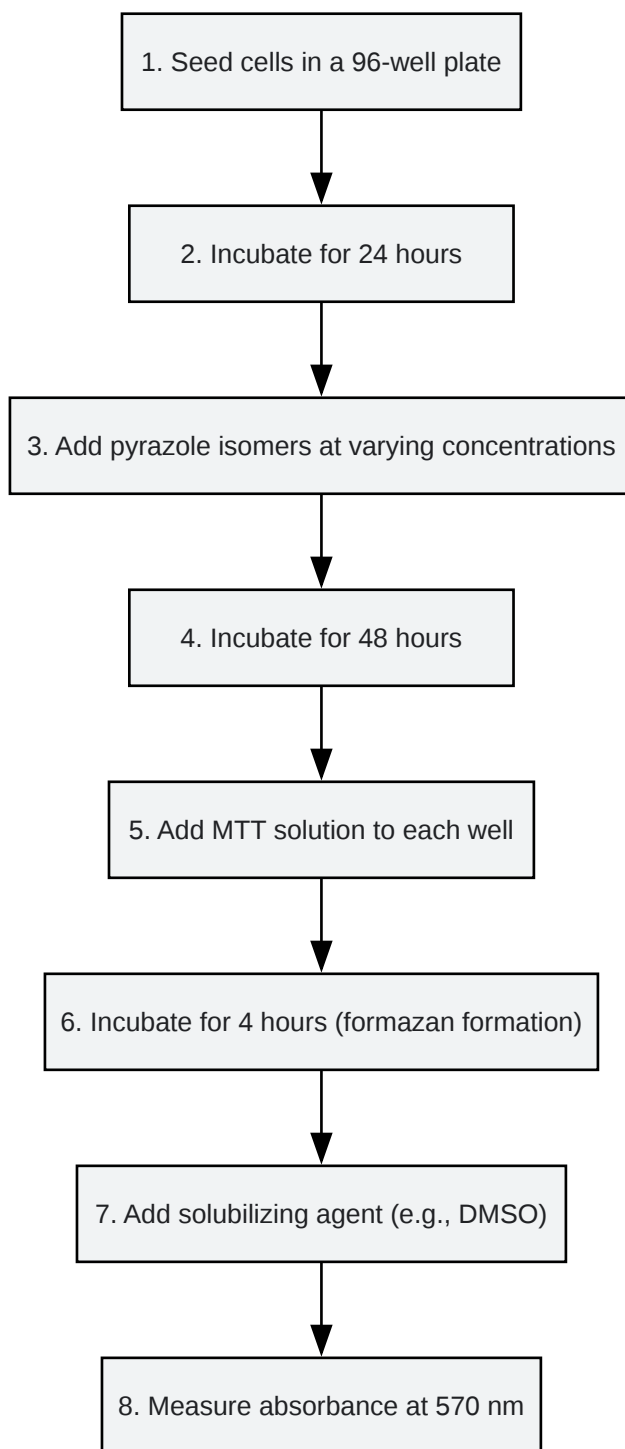 1. Seed cells in a 96-well plate
2. Incubate for 24 hours
3. Add pyrazole isomers at varying concentrations
4. Incubate for 48 hours
5. Add MTT solution to each well
6. Incubate for 4 hours (formazan formation)
7. Add solubilizing agent (e.g., DMSO)
8. Measure absorbance at 570 nm